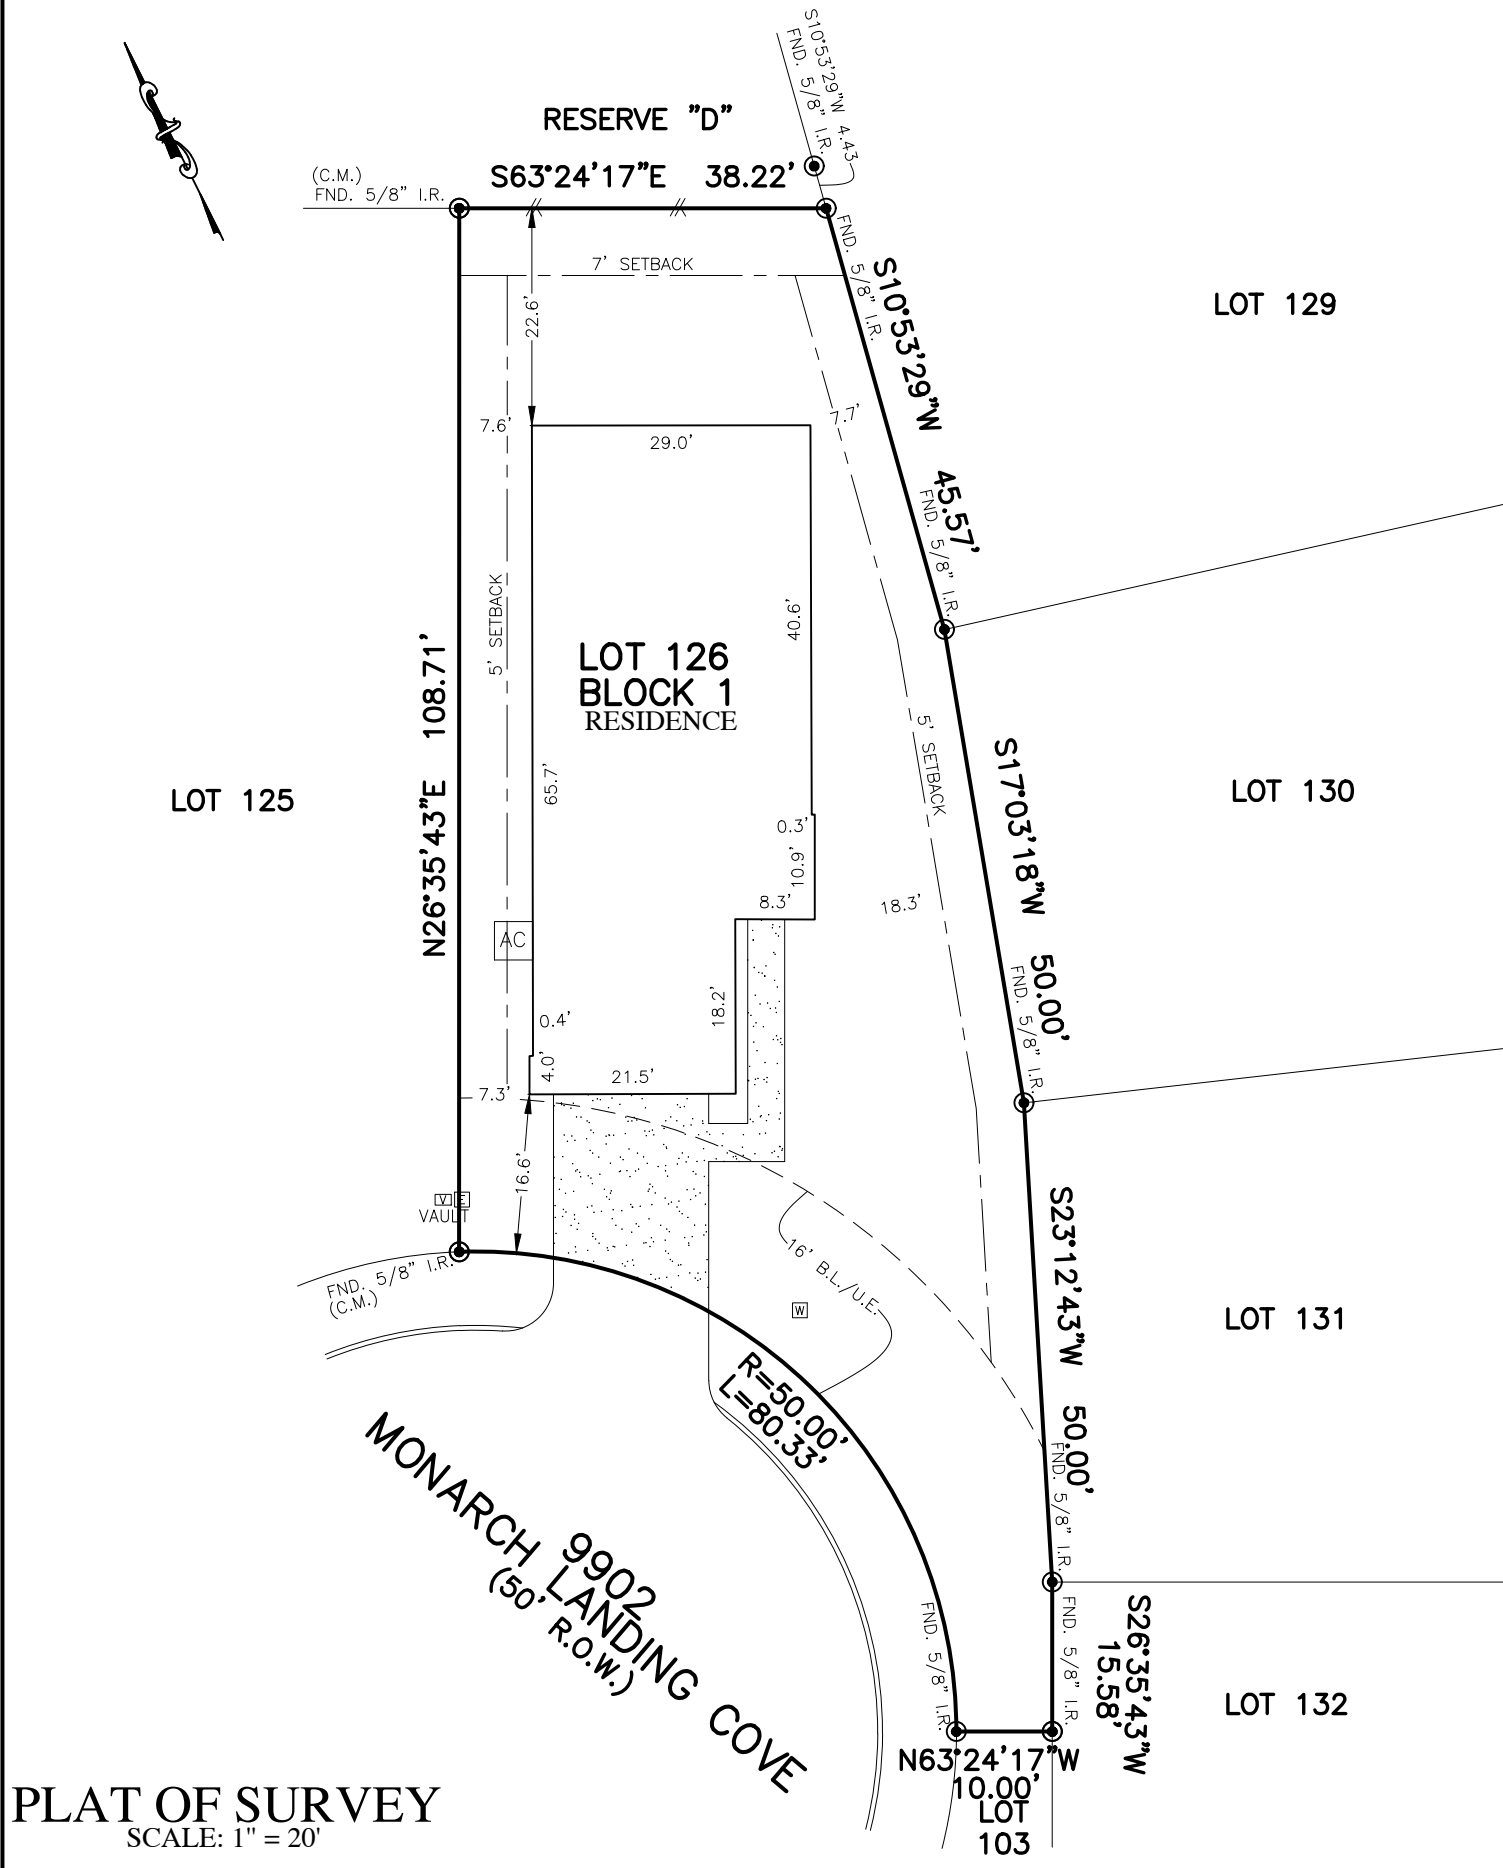 S10°53'29"W 4.43
FND. 5/8" I.R.
RESERVE "D"
(C.M.)
FND. 5/8" I.R.
S63°24'17"E 38.22'
FND. 5/8" I.R.
7' SETBACK
22.6'
S10°53'29"W 45.57'
LOT 129
7.6'
29.0'
7.7'
FND. 5/8" I.R.
5' SETBACK
40.6'
LOT 126
BLOCK 1
RESIDENCE
N26°35'43"E 108.71'
65.7'
LOT 125
5' SETBACK
S17°03'18"W 50.00'
LOT 130
0.3'
10.9'
8.3'
18.3'
AC
FND. 5/8" I.R.
18.2'
0.4'
4.0'
21.5'
7.3'
16.6'
V E
VAULT
FND. 5/8" I.R.
(C.M.)
16' B.L./U.E.
W
S23°12'43"W 50.00'
LOT 131
R=50.00'
L=80.33'
FND. 5/8" I.R.
9902
MONARCH LANDING COVE
(50' R.O.W.)
FND. 5/8" I.R.
FND. 5/8" I.R.
S26°35'43"W
15.58'
LOT 132
N63°24'17"W
10.00'
LOT
103
PLAT OF SURVEY
SCALE: 1" = 20'